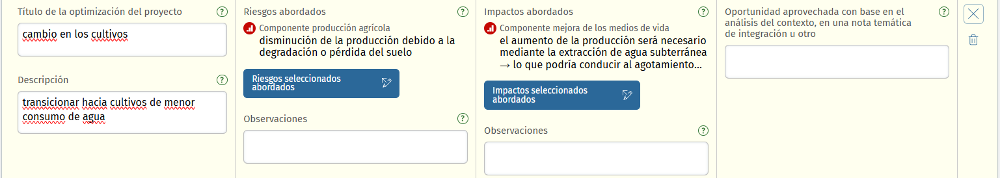 Título de la optimización del proyecto
cambio en los cultivos
Descripción
transicionar hacia cultivos de menor
consumo de agua
Riesgos abordados
Componente producción agrícola
disminución de la producción debido a la
degradación o pérdida del suelo
Riesgos seleccionados
abordados
Observaciones
Impactos abordados
Componente mejora de los medios de vida
el aumento de la producción será necesario
mediante la extracción de agua subterránea
→ lo que podría conducir al agotamiento...
Impactos seleccionados
abordados
Observaciones
Oportunidad aprovechada con base en el
análisis del contexto, en una nota temática
de integración u otro